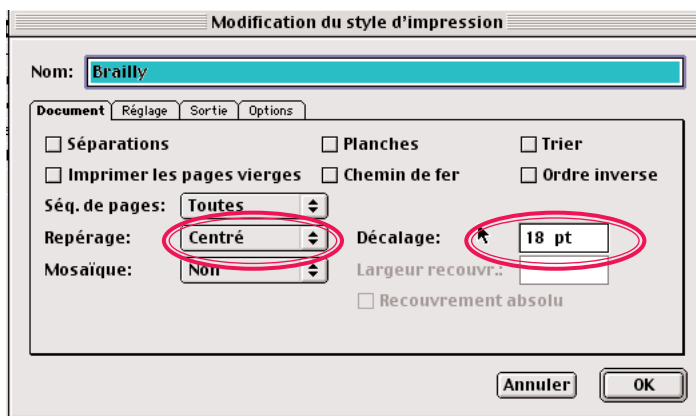 Modification du style d'impression
Nom: Brailly
Document Réglage Sortie Options
Séparations Planches Trier
Imprimer les pages vierges Chemin de fer Ordre inverse
Séq. de pages: Toutes
Repérage: Centré Décalage: 18 pt
Mosaïque: Non Largeur recouvr.:
Recouvrement absolu
Annuler OK